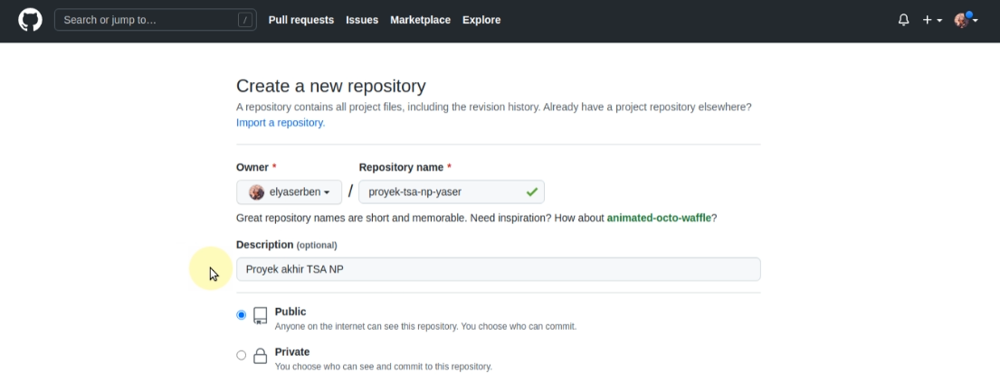 Search or jump to… / Pull requests Issues Marketplace Explore
Create a new repository
A repository contains all project files, including the revision history. Already have a project repository elsewhere?
Import a repository.
Owner * Repository name *
elyaserben / proyek-tsa-np-yaser
Great repository names are short and memorable. Need inspiration? How about animated-octo-waffle?
Description (optional)
Proyek akhir TSA NP
Public
Anyone on the internet can see this repository. You choose who can commit.
Private
You choose who can see and commit to this repository.